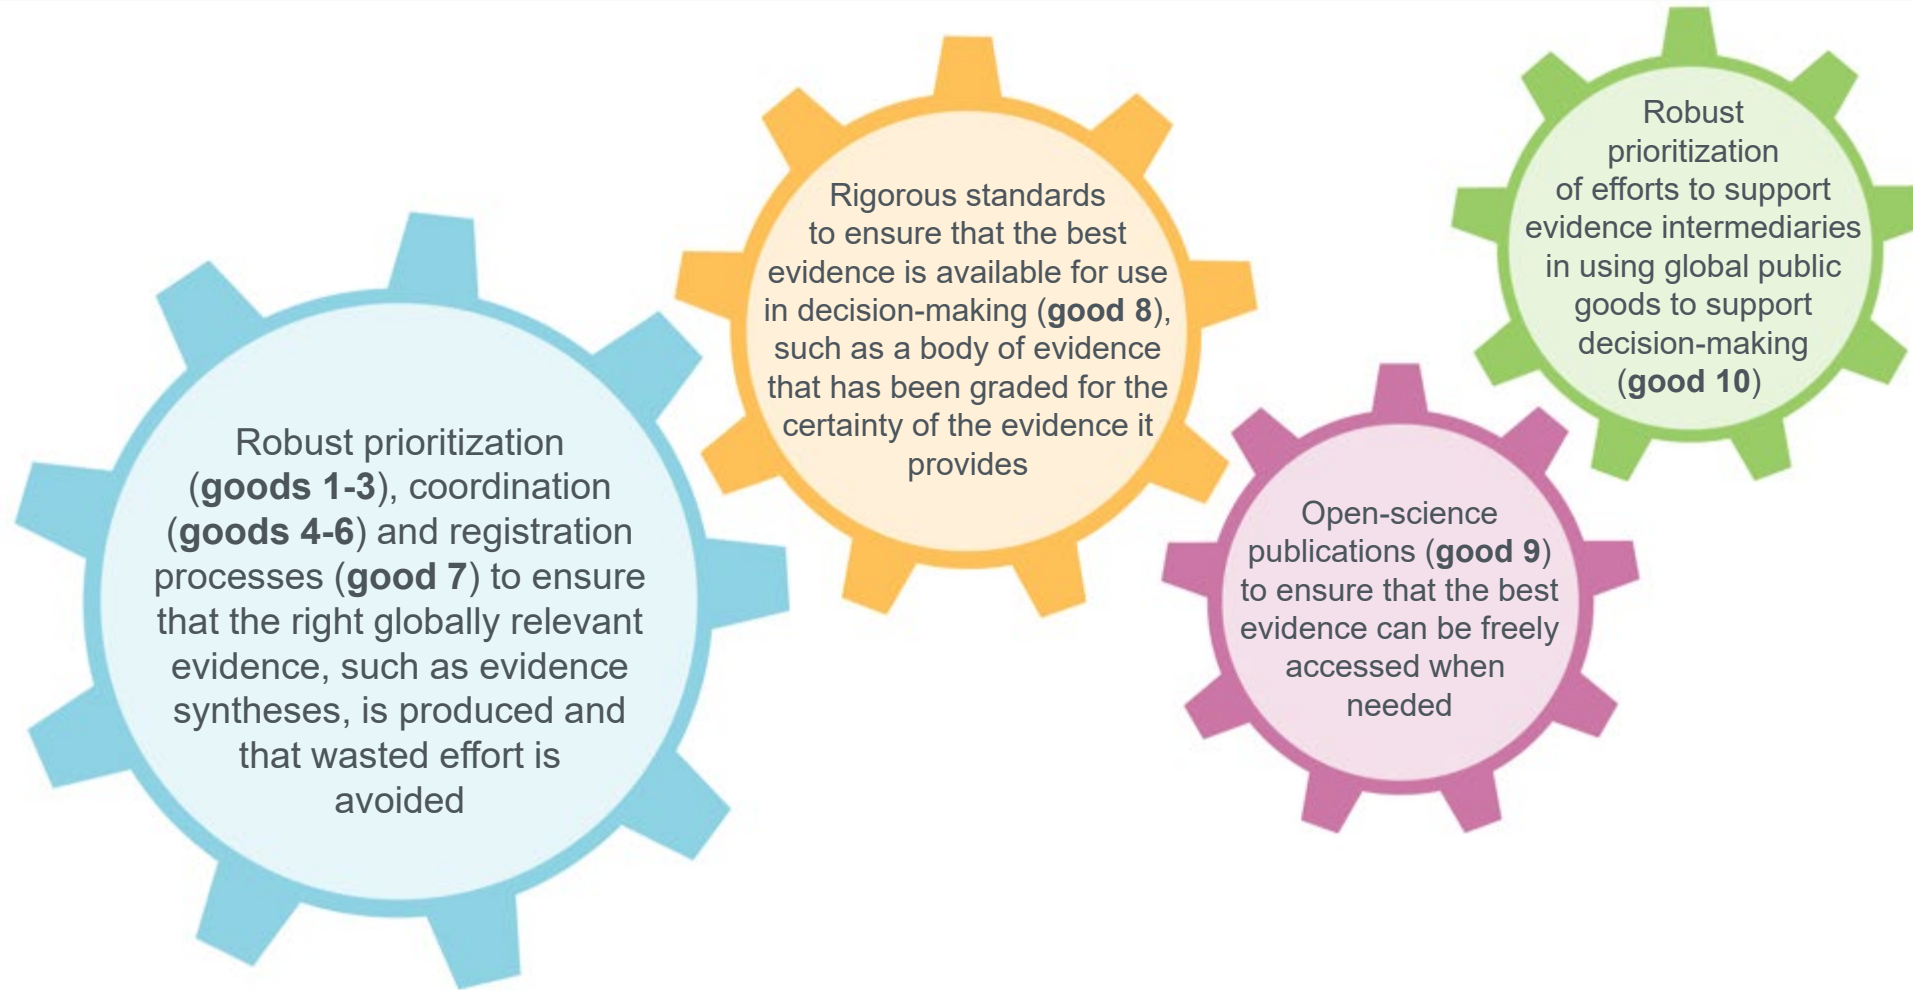 Robust prioritization
(goods 1-3), coordination
(goods 4-6) and registration
processes (good 7) to ensure
that the right globally relevant
evidence, such as evidence
syntheses, is produced and
that wasted effort is
avoided
Rigorous standards
to ensure that the best
evidence is available for use
in decision-making (good 8),
such as a body of evidence
that has been graded for the
certainty of the evidence it
provides
Open-science
publications (good 9)
to ensure that the best
evidence can be freely
accessed when
needed
Robust
prioritization
of efforts to support
evidence intermediaries
in using global public
goods to support
decision-making
(good 10)